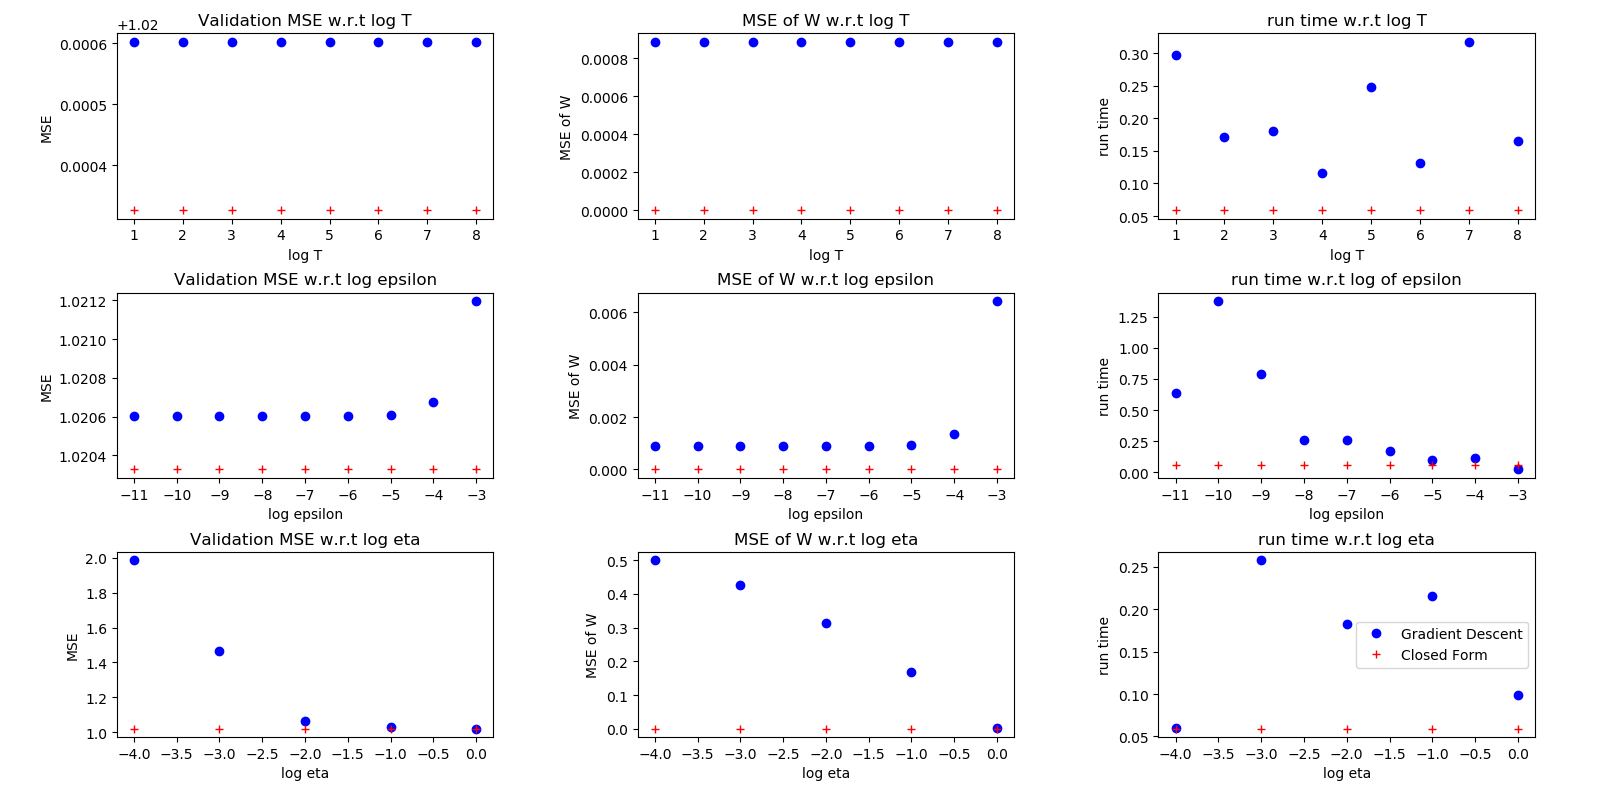 Validation MSE w.r.t log T
+1.02
0.0006
0.0005
0.0004
MSE
1 2 3 4 5 6 7 8
log T
MSE of W w.r.t log T
0.0008
0.0006
0.0004
0.0002
0.0000
MSE of W
1 2 3 4 5 6 7 8
log T
run time w.r.t log T
0.30
0.25
0.20
0.15
0.10
0.05
run time
1 2 3 4 5 6 7 8
log T
Validation MSE w.r.t log epsilon
1.0212
1.0210
1.0208
1.0206
1.0204
MSE
−11 −10 −9 −8 −7 −6 −5 −4 −3
log epsilon
MSE of W w.r.t log epsilon
0.006
0.004
0.002
0.000
MSE of W
−11 −10 −9 −8 −7 −6 −5 −4 −3
log epsilon
run time w.r.t log of epsilon
1.25
1.00
0.75
0.50
0.25
0.00
run time
−11 −10 −9 −8 −7 −6 −5 −4 −3
log epsilon
Validation MSE w.r.t log eta
2.0
1.8
1.6
1.4
1.2
1.0
MSE
−4.0 −3.5 −3.0 −2.5 −2.0 −1.5 −1.0 −0.5 0.0
log eta
MSE of W w.r.t log eta
0.5
0.4
0.3
0.2
0.1
0.0
MSE of W
−4.0 −3.5 −3.0 −2.5 −2.0 −1.5 −1.0 −0.5 0.0
log eta
run time w.r.t log eta
0.25
0.20
0.15
0.10
0.05
run time
Gradient Descent
Closed Form
−4.0 −3.5 −3.0 −2.5 −2.0 −1.5 −1.0 −0.5 0.0
log eta